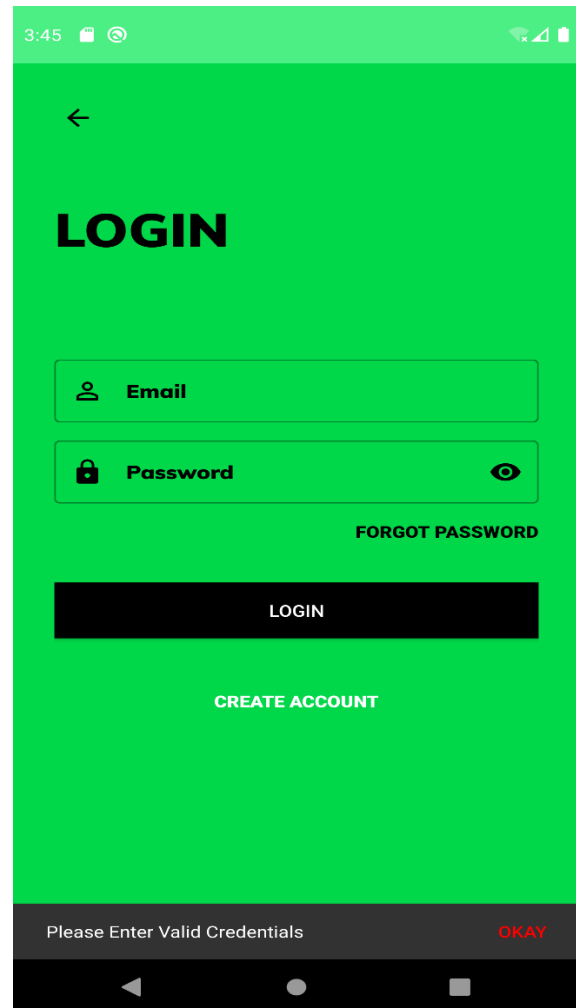 3:45
LOGIN
Email
Password
FORGOT PASSWORD
LOGIN
CREATE ACCOUNT
Please Enter Valid Credentials OKAY